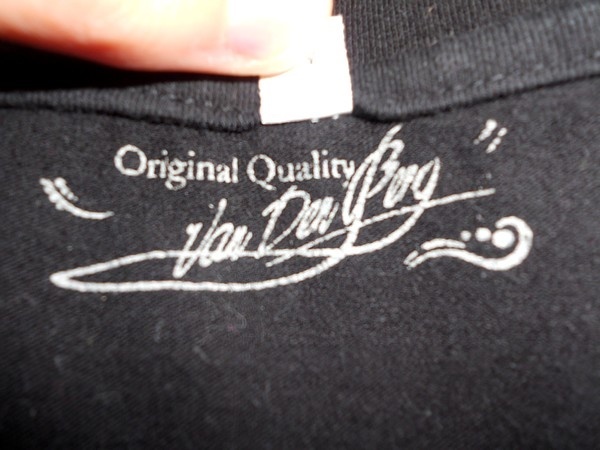 Original Quality
Van Den Berg